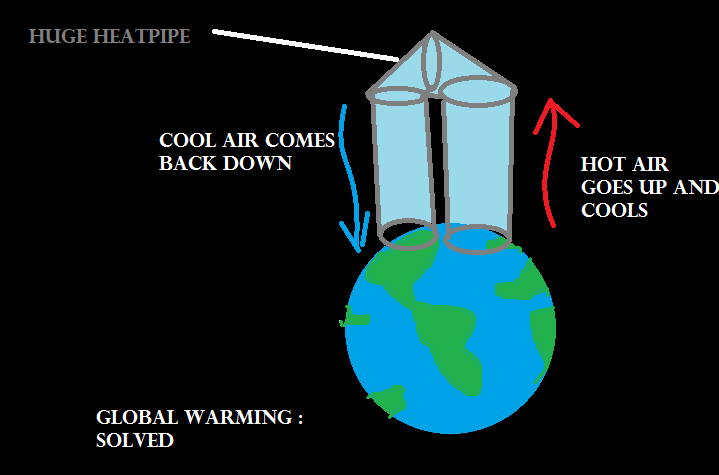 HUGE HEATPIPE
COOL AIR COMES
BACK DOWN
HOT AIR
GOES UP AND
COOLS
GLOBAL WARMING :
SOLVED